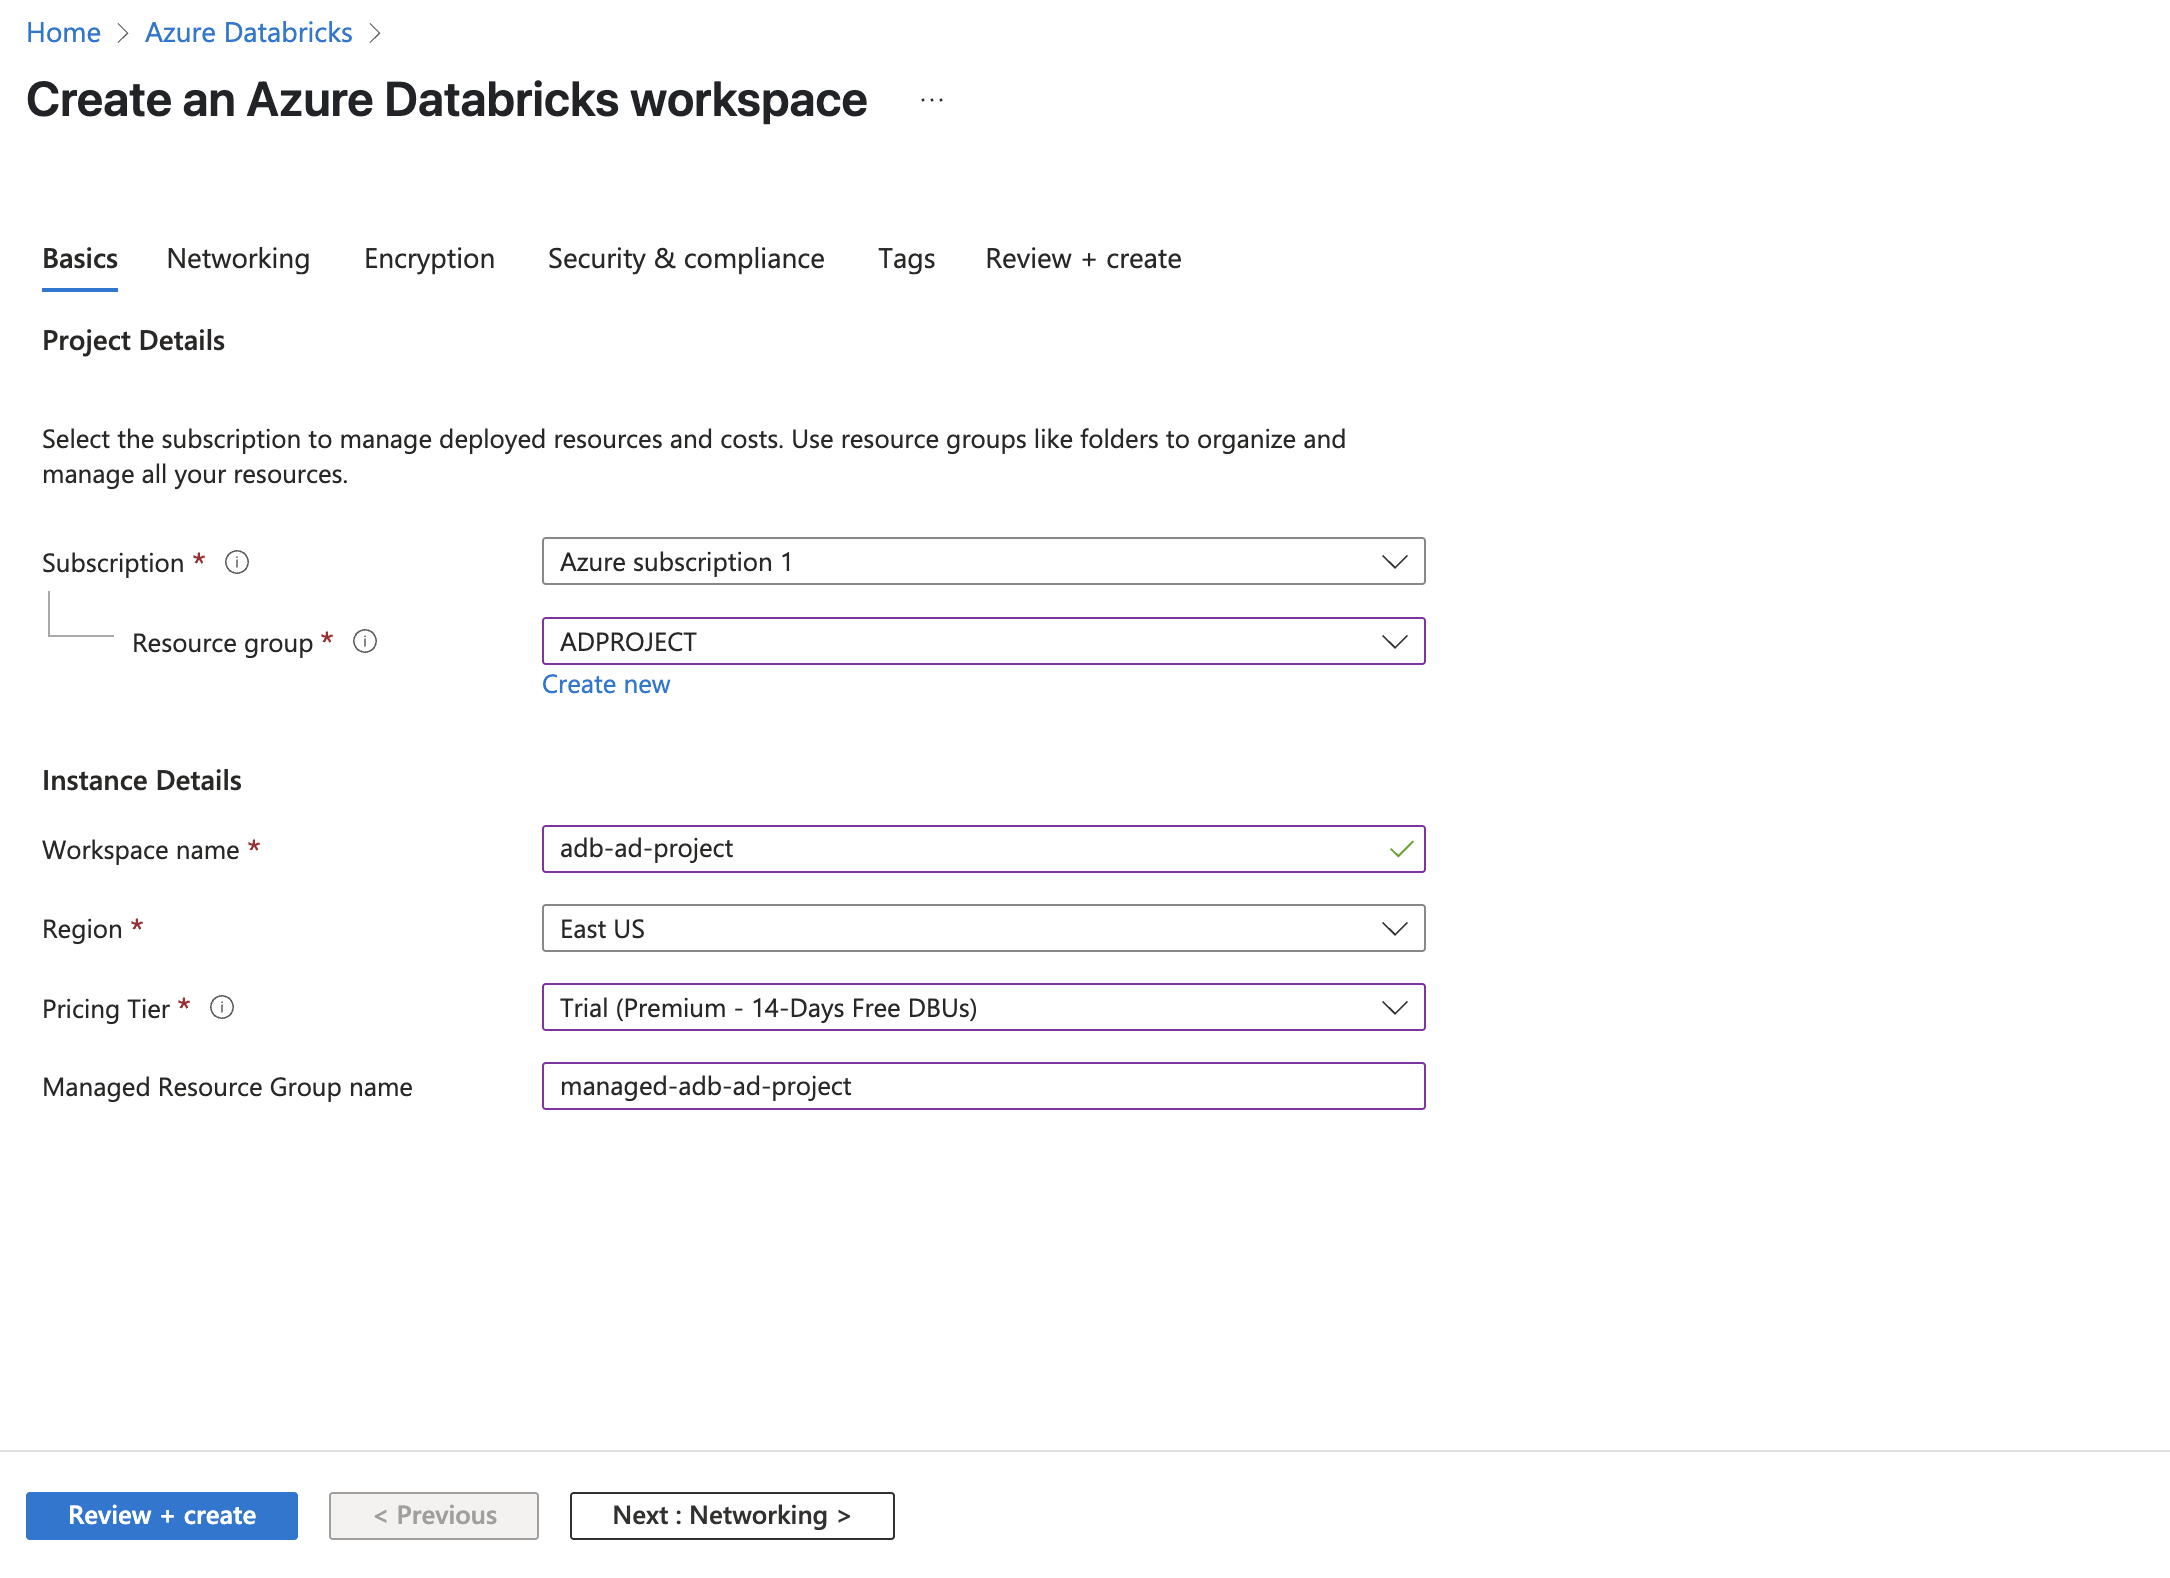 Home > Azure Databricks >
Create an Azure Databricks workspace ...
Basics Networking Encryption Security & compliance Tags Review + create
Project Details
Select the subscription to manage deployed resources and costs. Use resource groups like folders to organize and
manage all your resources.
Subscription * Azure subscription 1
Resource group * ADPROJECT
Create new
Instance Details
Workspace name * adb-ad-project
Region * East US
Pricing Tier * Trial (Premium - 14-Days Free DBUs)
Managed Resource Group name managed-adb-ad-project
Review + create < Previous Next : Networking >